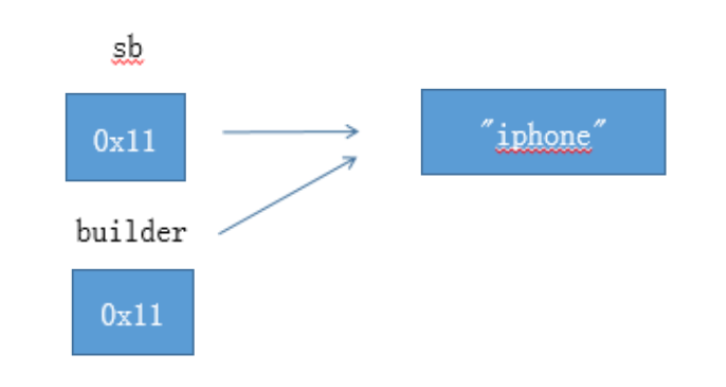 sb
0x11
"iphone"
builder
0x11